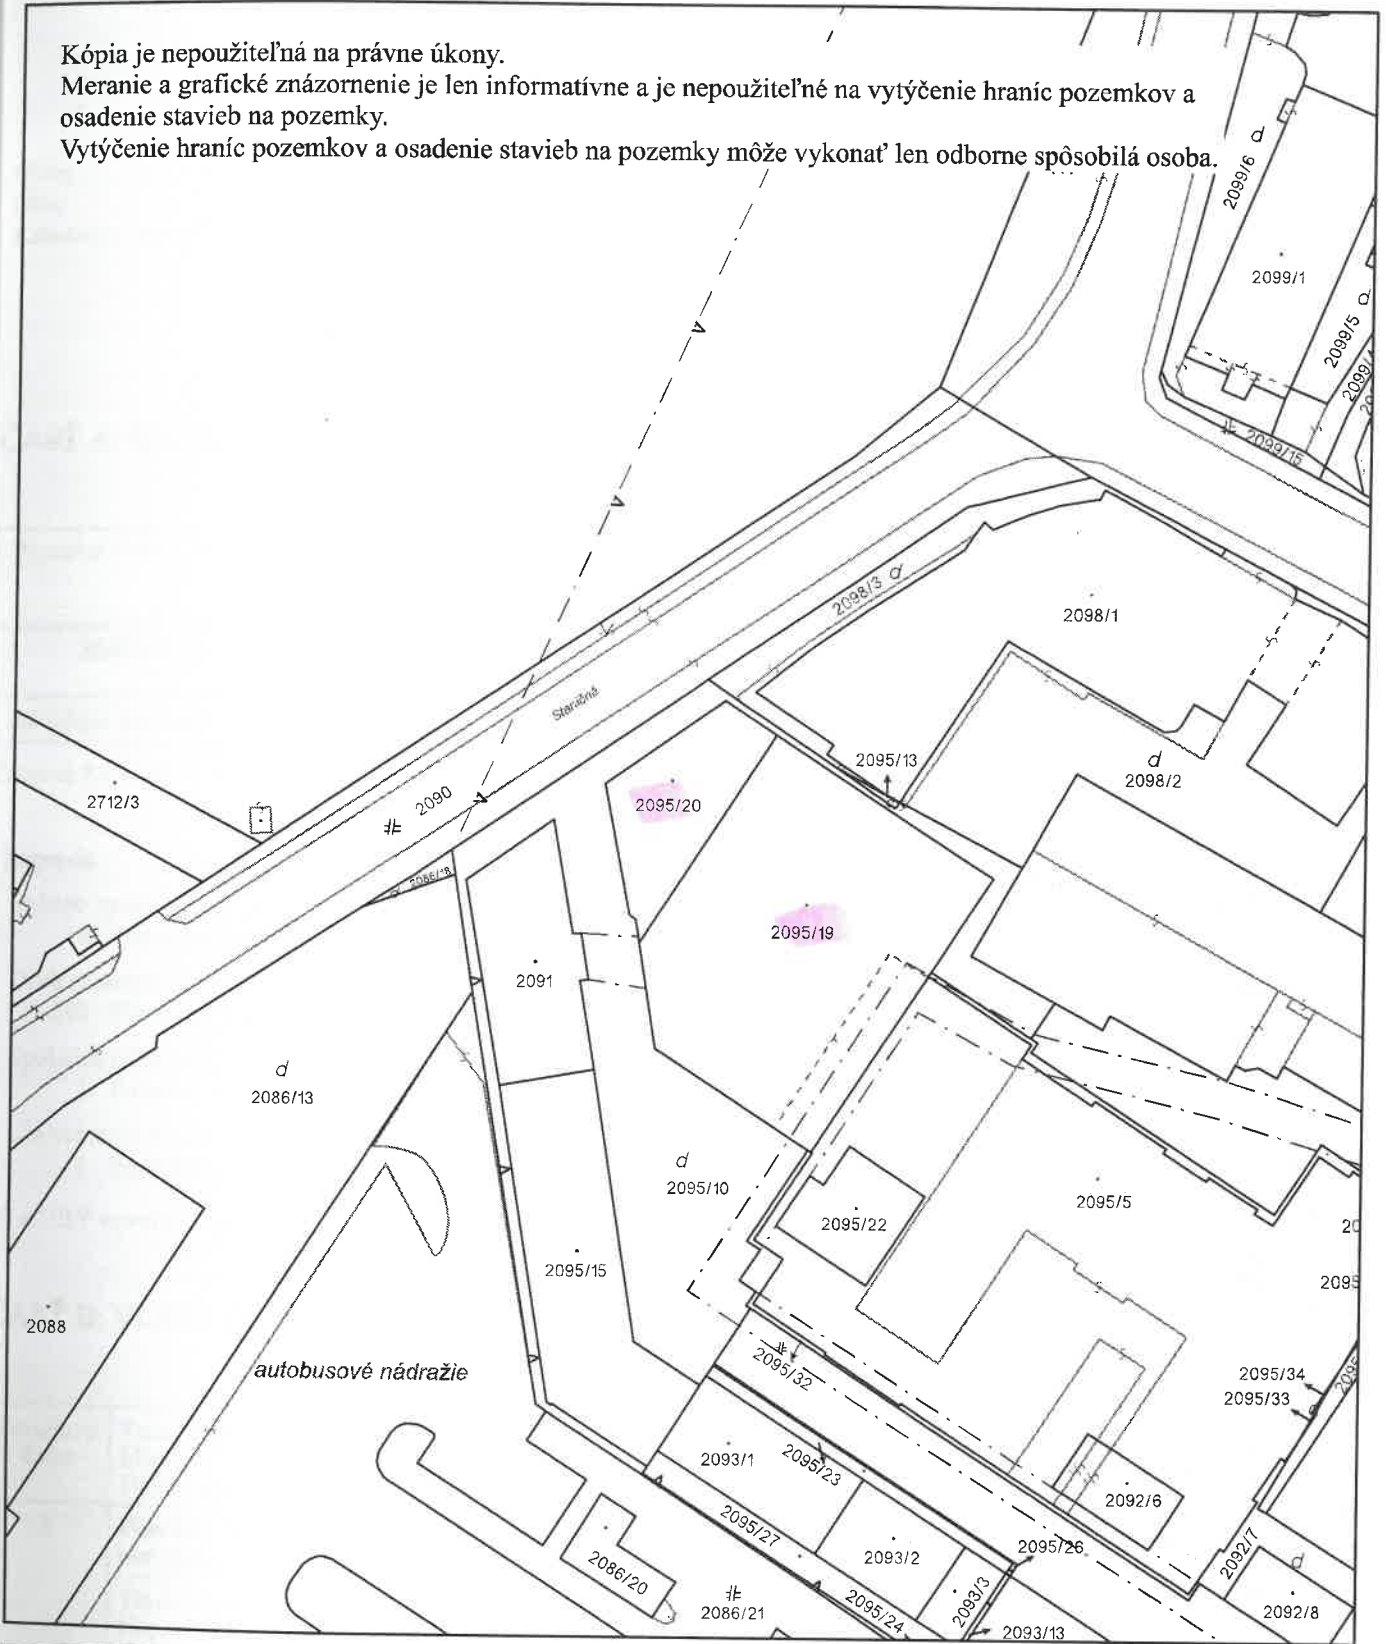 Kópia je nepoužiteľná na právne úkony.
Meranie a grafické znázornenie je len informatívne a je nepoužiteľné na vytýčenie hraníc pozemkov a
osadenie stavieb na pozemky.
Vytýčenie hraníc pozemkov a osadenie stavieb na pozemky môže vykonať len odborne spôsobilá osoba.
2099/6 d
2099/1
2099/5 d
2099/15
2098/3 d
2098/1
Staničná
2095/13
d
2098/2
2712/3
2090
2095/20
2086/18
2095/19
2091
d
2086/13
d
2095/10
2095/5
2095/22
2095/15
2088
autobusové nádražie
2095/32
2095/34
2095/33
2093/1
2095/23
2092/6
2095/27
2095/26
2093/2
2092/7
d
2086/20
2093/3
2086/21
2095/24
2092/8
2093/13